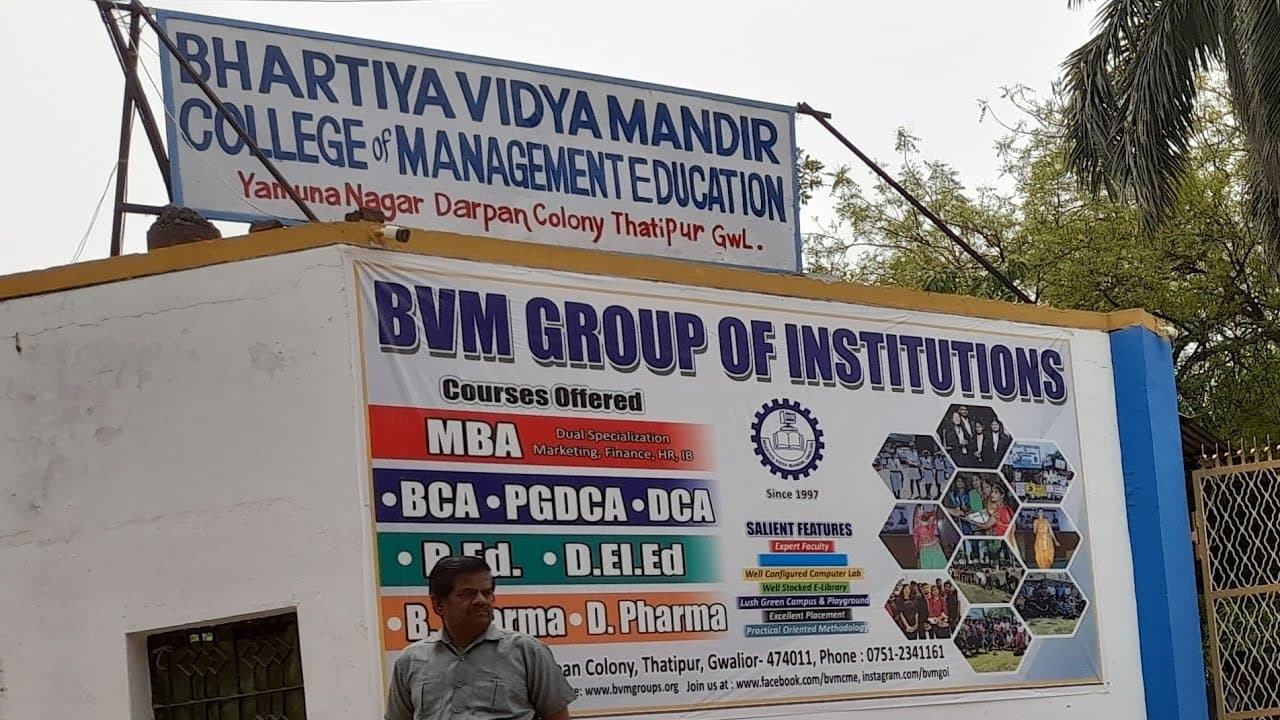 BHARTIYA VIDYA MANDIR
COLLEGE of MANAGEMENT EDUCATION
Yamuna Nagar Darpan Colony Thatipur GwL.
BVM GROUP OF INSTITUTIONS
Courses Offered
MBA Dual Specialization
Marketing, Finance, HR, IB
•BCA •PGDCA •DCA
•B.Ed. •D.El.Ed
•B. •D. Pharma
Since 1997
SALIENT FEATURES
Expert Faculty
Well Configured Computer Lab
Well Stocked E-Library
Lush Green Campus & Playground
Excellent Placement
Practical Oriented Methodology
Colony, Thatipur, Gwalior- 474011, Phone : 0751-2341161
www.bvmgroups.org Join us at : www.facebook.com/bvmcme, instagram.com/bvmgoi